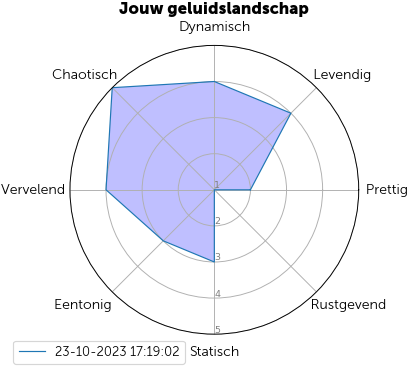 Jouw geluidslandschap
Dynamisch
Chaotisch
Levendig
Vervelend
1
Prettig
2
3
4
Eentonig
Rustgevend
5
23-10-2023 17:19:02
Statisch